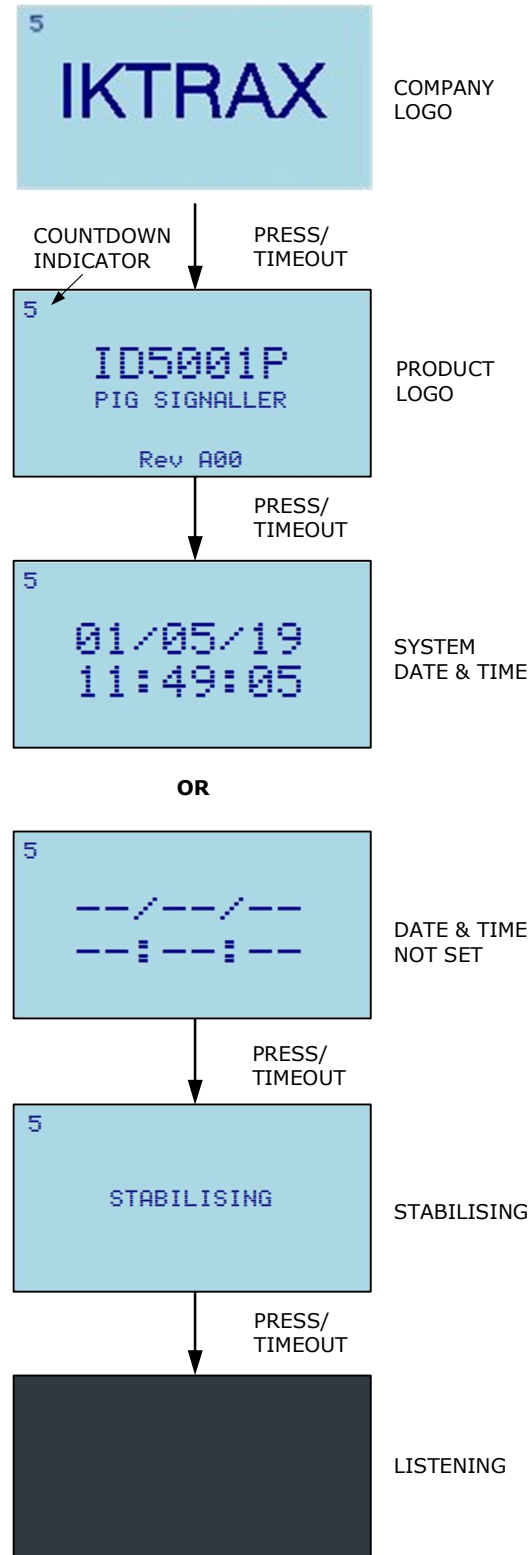 5
IKTRAX
COMPANY
LOGO
COUNTDOWN
INDICATOR
PRESS/
TIMEOUT
5
ID5001P
PIG SIGNALLER
Rev A00
PRODUCT
LOGO
PRESS/
TIMEOUT
5
01/05/19
11:49:05
SYSTEM
DATE & TIME
OR
5
--/--/--
--:--:--
DATE & TIME
NOT SET
PRESS/
TIMEOUT
5
STABILISING
STABILISING
PRESS/
TIMEOUT
LISTENING